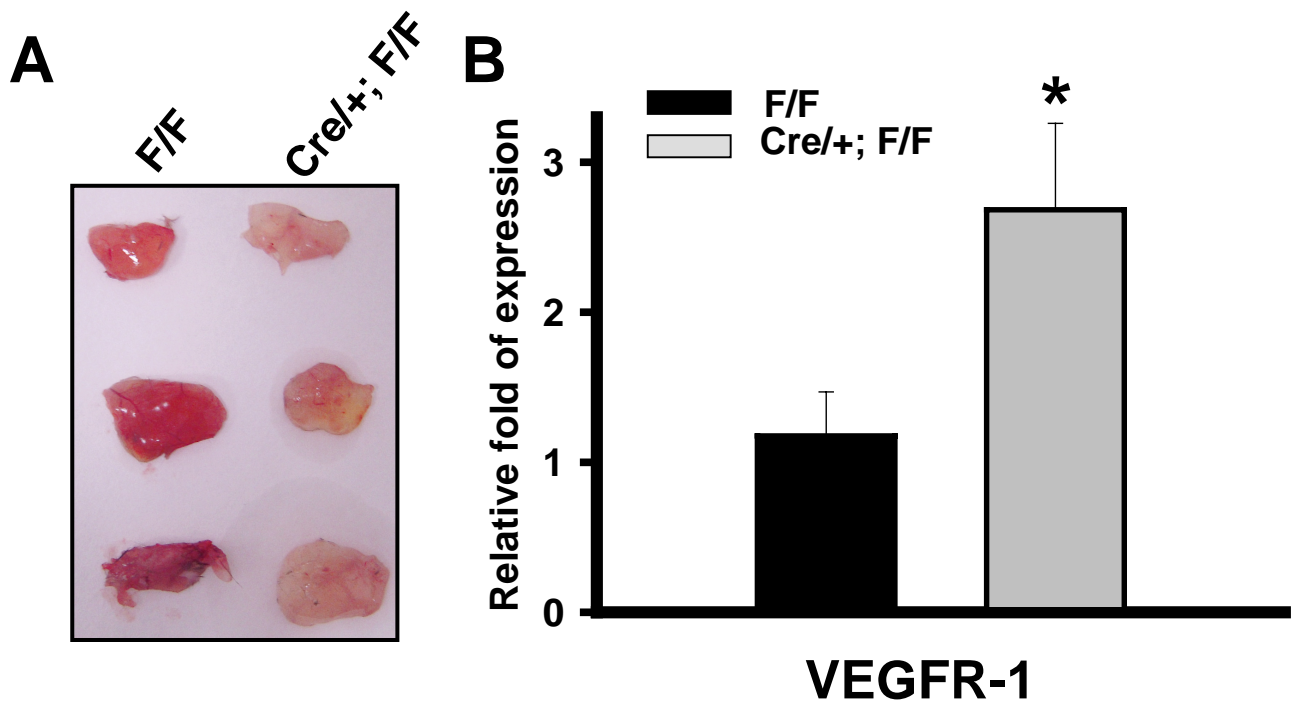 A
F/F
Cre/+; F/F
B
F/F
Cre/+; F/F
*
Relative fold of expression
3
2
1
0
VEGFR-1